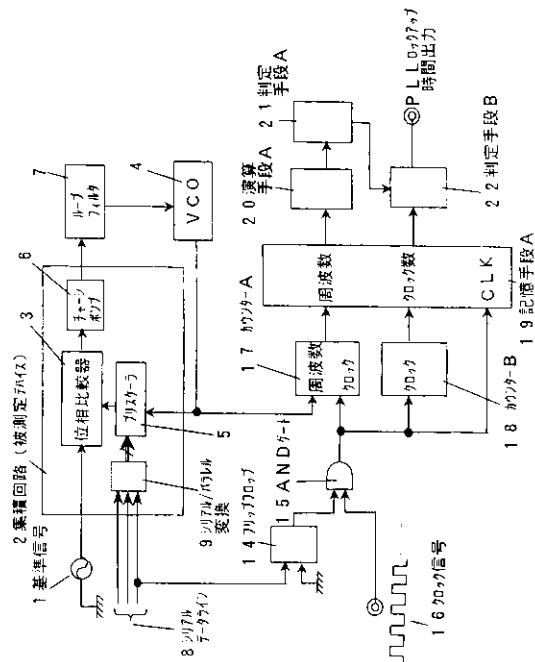 2 集積回路(被測定デバイス)
1 基準信号
3
位相比較器
6
チャージ
ポンプ
7
ループ
フィルタ
4
VCO
プリスケーラ
5
9 シリアル/パラレル
変換
8 シリアル
データライン
14 フリップフロップ
15 ANDゲート
16 クロック信号
17 カウンターA
周波数
クロック
クロック
18 カウンターB
周波数
クロック数
CLK
19 記憶手段A
20 演算
手段A
21 判定
手段A
22 判定手段B
PLLロックアップ
時間出力